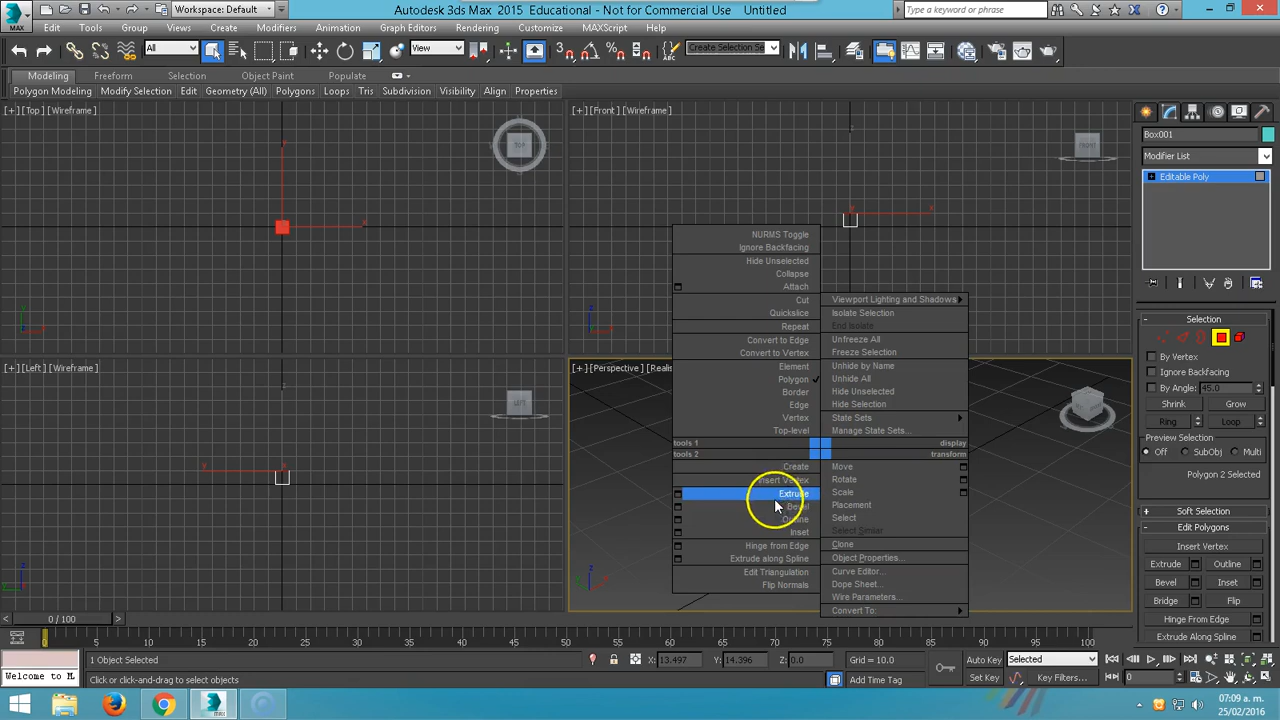 MAX
Workspace: Default
Autodesk 3ds Max 2015 Educational - Not for Commercial Use Untitled
Type a keyword or phrase
Edit Tools Group Views Create Modifiers Animation Graph Editors Rendering Customize MAXScript Help
All
View
Create Selection Se
Modeling Freeform Selection Object Paint Populate
Polygon Modeling Modify Selection Edit Geometry (All) Polygons Loops Tris Subdivision Visibility Align Properties
[+] [Top] [Wireframe]
[+] [Front] [Wireframe]
[+] [Left] [Wireframe]
[+] [Perspective] [Realis
TOP
FRONT
LEFT
NURMS Toggle
Ignore Backfacing
Hide Unselected
Collapse
Attach
Cut
Quickslice
Repeat
Convert to Edge
Convert to Vertex
Element
Polygon
Border
Edge
Vertex
Top-level
tools 1
tools 2
Create
Insert Vertex
Extrude
Bevel
Outline
Inset
Hinge from Edge
Extrude along Spline
Edit Triangulation
Flip Normals
Viewport Lighting and Shadows
Isolate Selection
End Isolate
Unfreeze All
Freeze Selection
Unhide by Name
Unhide All
Hide Unselected
Hide Selection
State Sets
Manage State Sets...
display
transform
Move
Rotate
Scale
Placement
Select
Select Similar
Clone
Object Properties...
Curve Editor...
Dope Sheet...
Wire Parameters...
Convert To:
Box001
Modifier List
Editable Poly
Selection
By Vertex
Ignore Backfacing
By Angle: 45.0
Shrink Grow
Ring Loop
Preview Selection
Off SubObj Multi
Polygon 2 Selected
Soft Selection
Edit Polygons
Insert Vertex
Extrude Outline
Bevel Inset
Bridge Flip
Hinge From Edge
Extrude Along Spline
0 / 100
0 5 10 15 20 25 30 35 40 45 50 55 60 65 70 75 80 85 90 95 100
1 Object Selected
X: 13.497 Y: 14.396 Z: 0.0 Grid = 10.0
Auto Key Selected
Welcome to M
Click or click-and-drag to select objects
Add Time Tag
Set Key Key Filters...
0
07:09 a. m.
25/02/2016